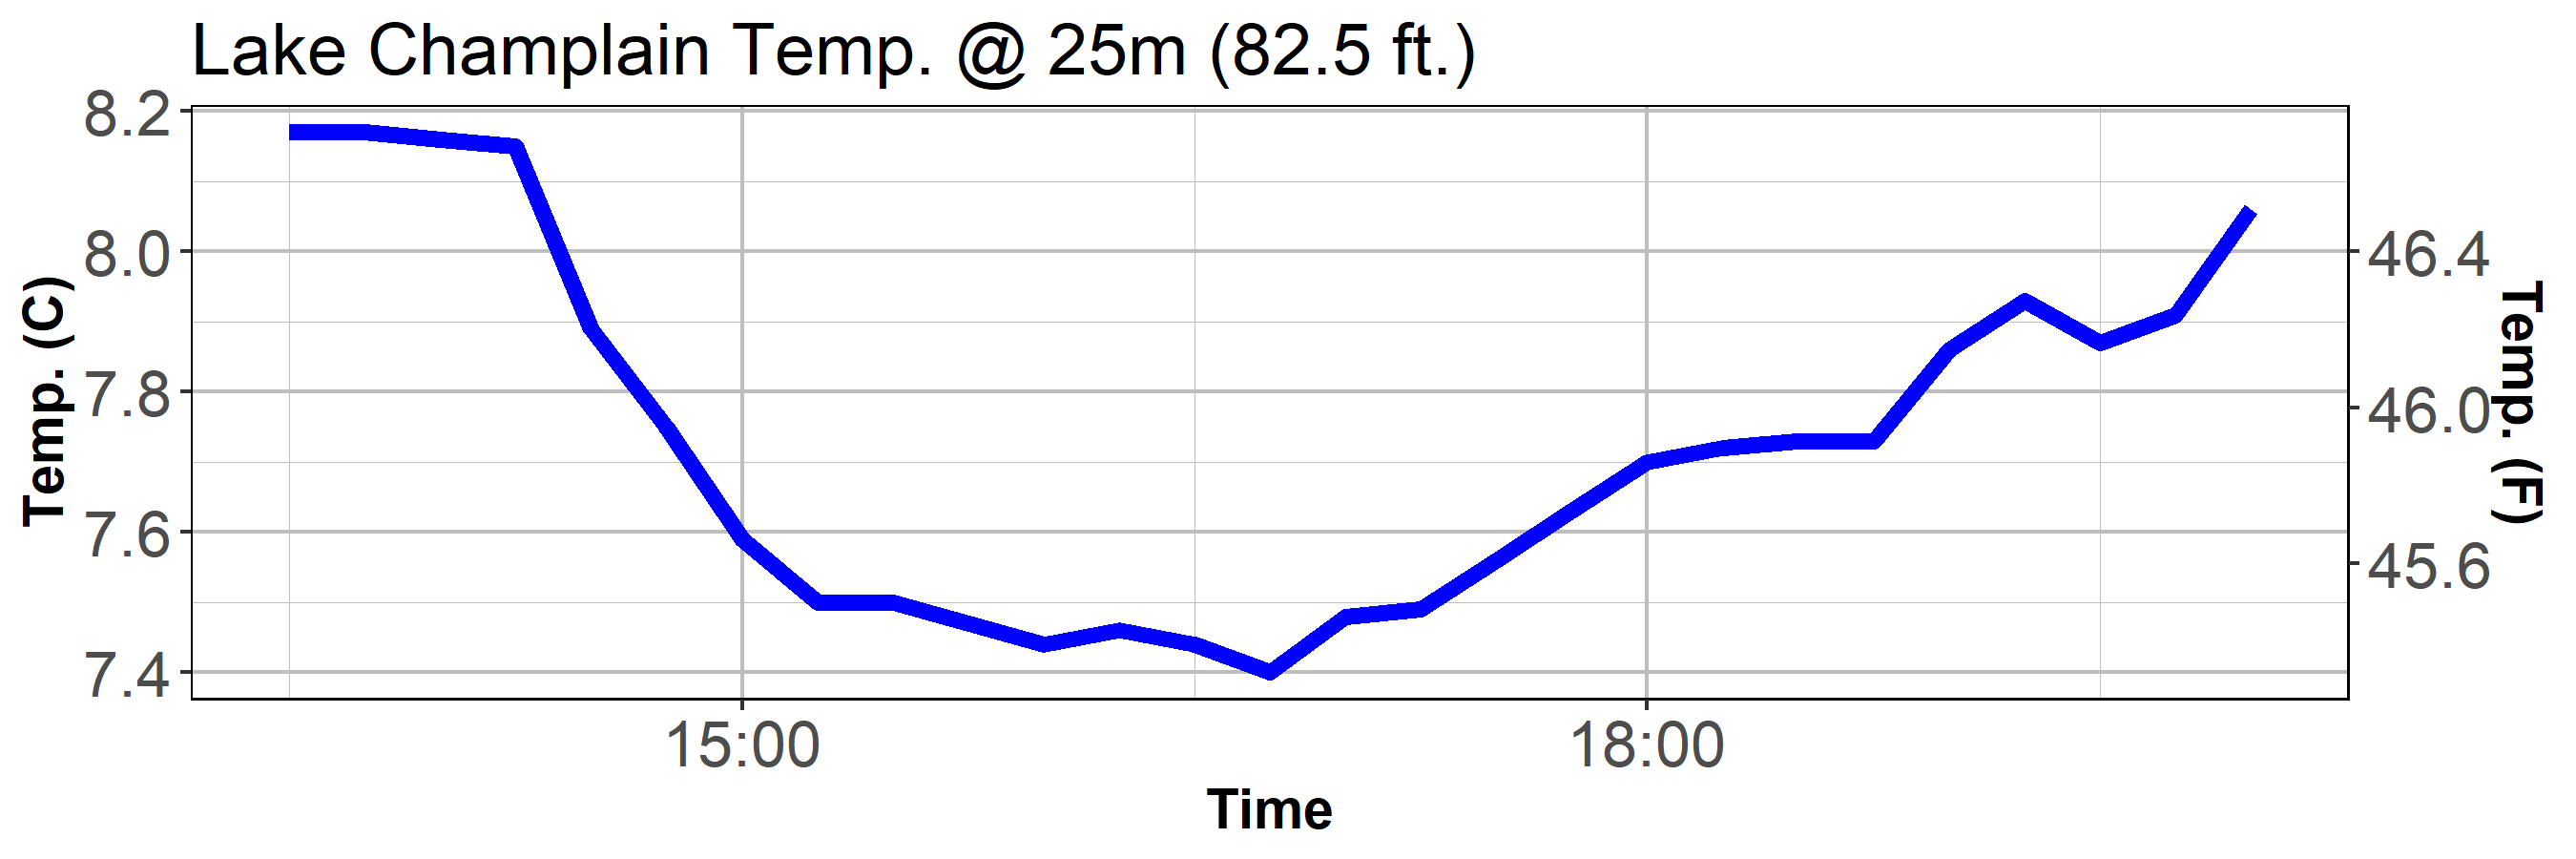 Lake Champlain Temp. @ 25m (82.5 ft.)
8.2
8.0
7.8
7.6
7.4
Temp. (C)
46.4
46.0
45.6
Temp. (F)
15:00
18:00
Time